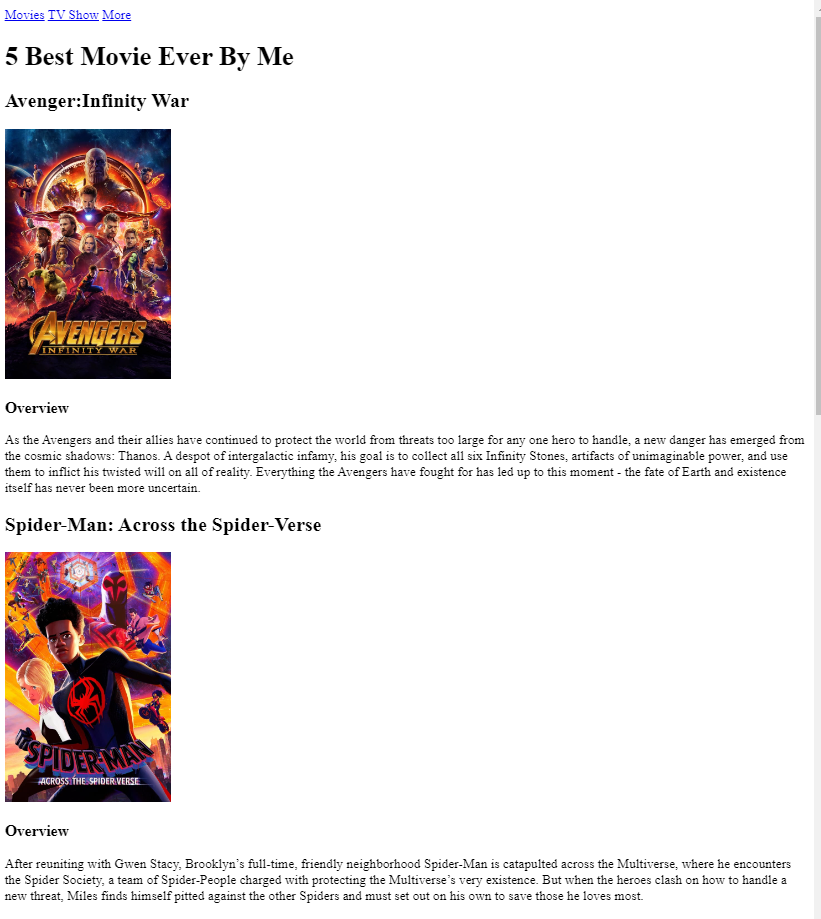 Movies TV Show More
5 Best Movie Ever By Me
Avenger:Infinity War
AVENGERS
INFINITY WAR
Overview
As the Avengers and their allies have continued to protect the world from threats too large for any one hero to handle, a new danger has emerged from
the cosmic shadows: Thanos. A despot of intergalactic infamy, his goal is to collect all six Infinity Stones, artifacts of unimaginable power, and use
them to inflict his twisted will on all of reality. Everything the Avengers have fought for has led up to this moment - the fate of Earth and existence
itself has never been more uncertain.
Spider-Man: Across the Spider-Verse
SPIDER-MAN
ACROSS THE SPIDER-VERSE
Overview
After reuniting with Gwen Stacy, Brooklyn’s full-time, friendly neighborhood Spider-Man is catapulted across the Multiverse, where he encounters
the Spider Society, a team of Spider-People charged with protecting the Multiverse’s very existence. But when the heroes clash on how to handle a
new threat, Miles finds himself pitted against the other Spiders and must set out on his own to save those he loves most.